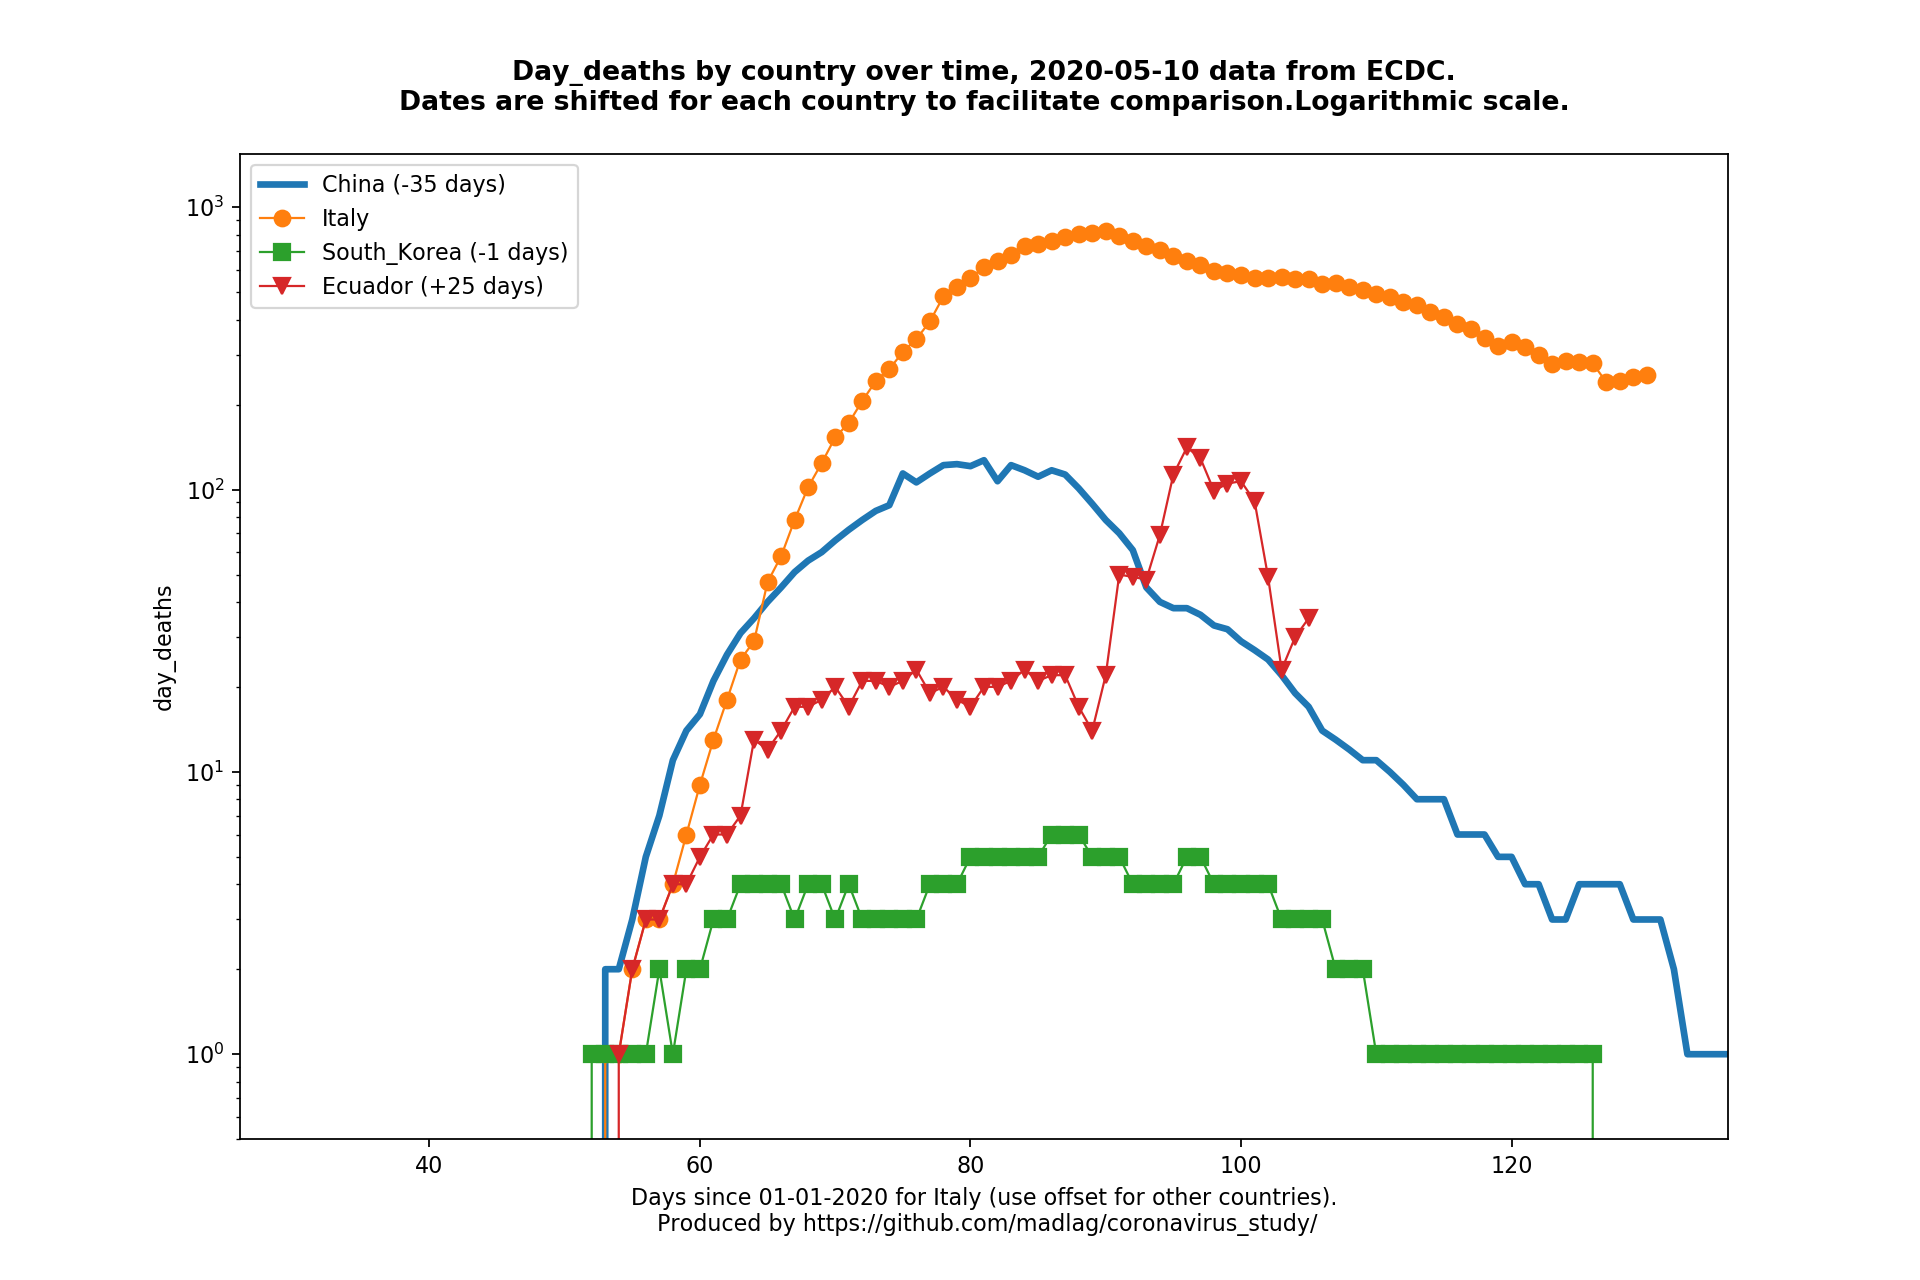 Day_deaths by country over time, 2020-05-10 data from ECDC.
Dates are shifted for each country to facilitate comparison.Logarithmic scale.
China (-35 days)
Italy
South_Korea (-1 days)
Ecuador (+25 days)
10³
10²
10¹
10⁰
day_deaths
40 60 80 100 120
Days since 01-01-2020 for Italy (use offset for other countries).
Produced by https://github.com/madlag/coronavirus_study/